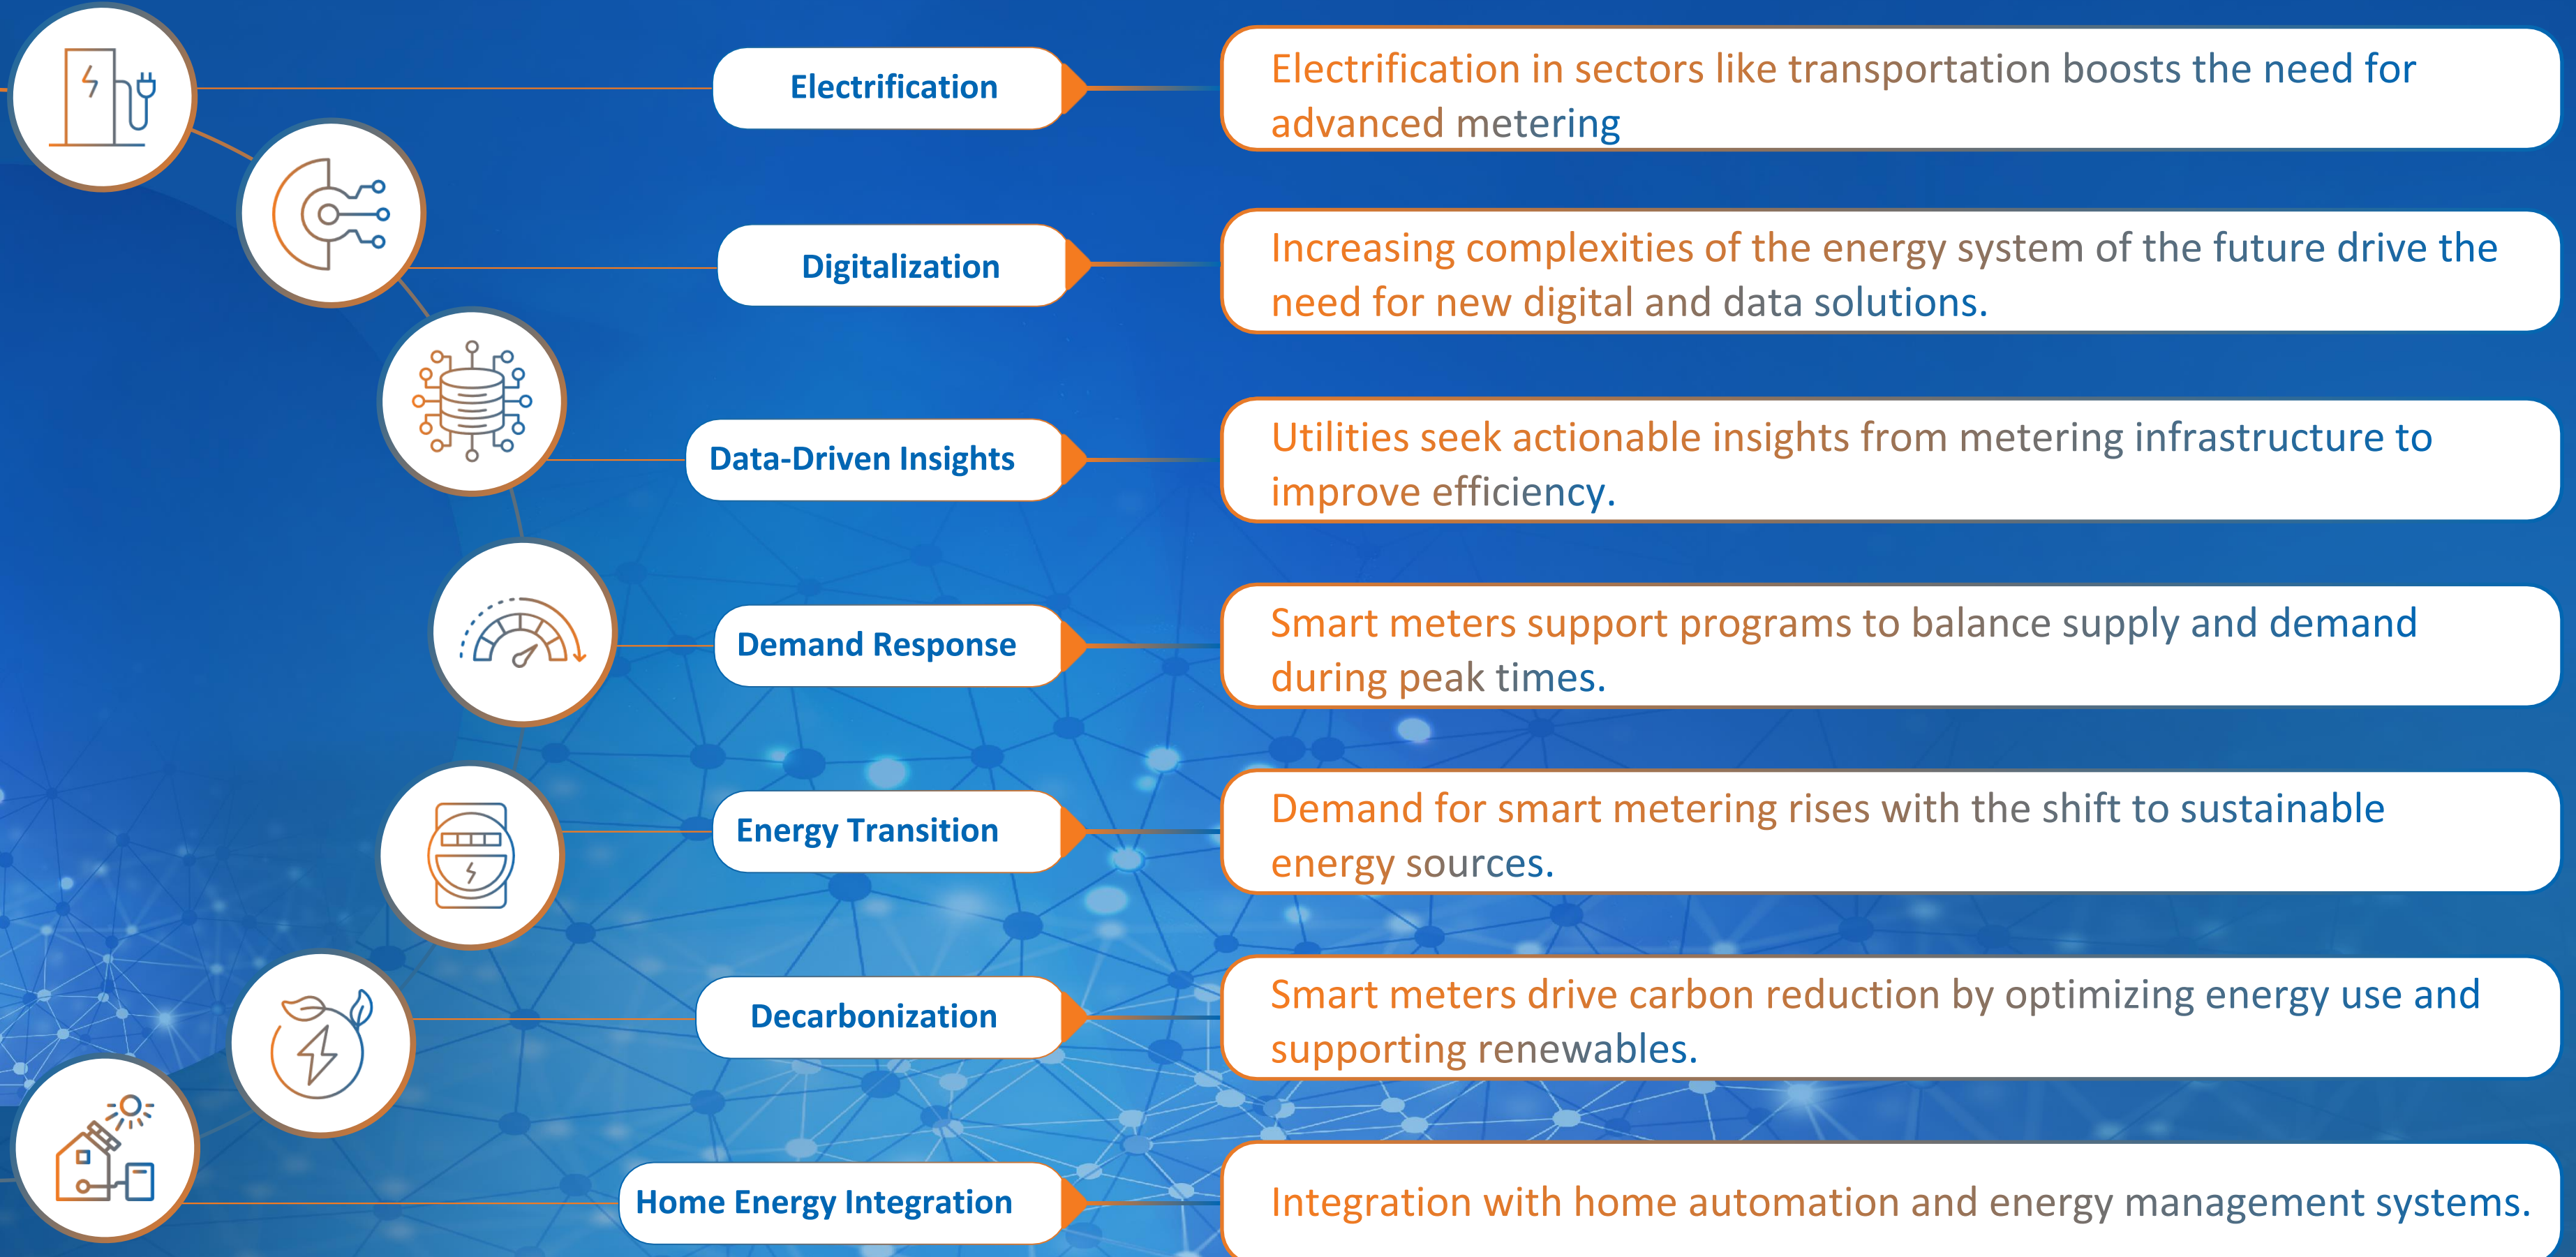 Electrification
Electrification in sectors like transportation boosts the need for
advanced metering
Digitalization
Increasing complexities of the energy system of the future drive the
need for new digital and data solutions.
Data-Driven Insights
Utilities seek actionable insights from metering infrastructure to
improve efficiency.
Demand Response
Smart meters support programs to balance supply and demand
during peak times.
Energy Transition
Demand for smart metering rises with the shift to sustainable
energy sources.
Decarbonization
Smart meters drive carbon reduction by optimizing energy use and
supporting renewables.
Home Energy Integration
Integration with home automation and energy management systems.